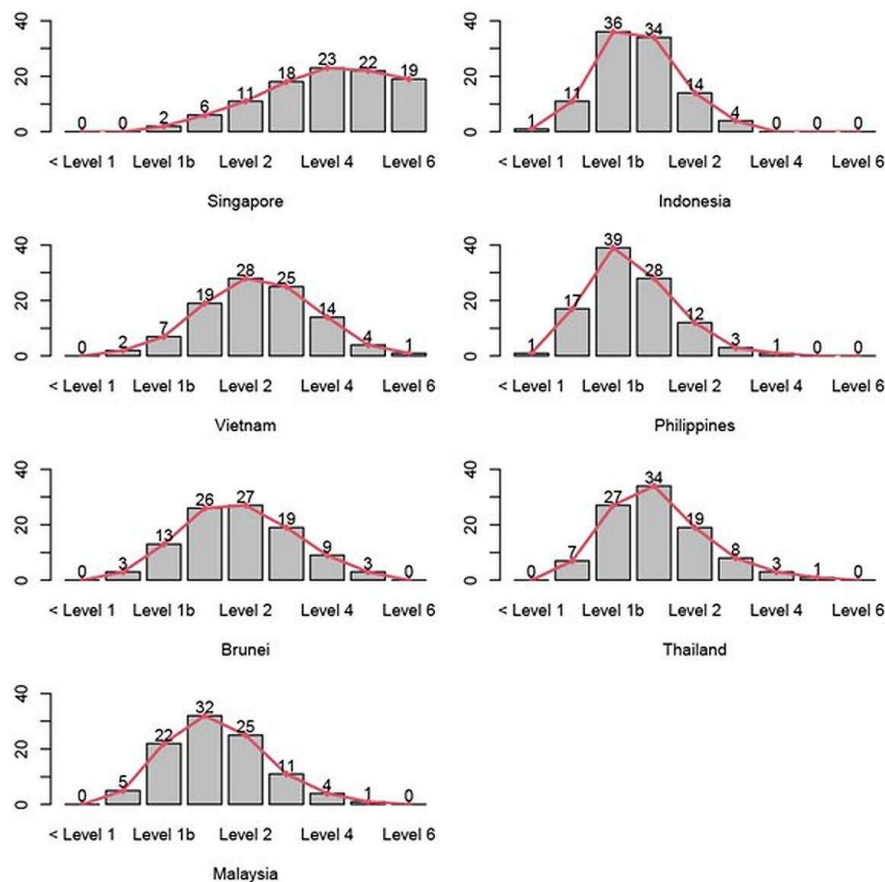 40
20
0
0 0 2 6 11 18 23 22 19
< Level 1 Level 1b Level 2 Level 4 Level 6
Singapore
40
20
0
1 11 36 34 14 4 0 0 0
< Level 1 Level 1b Level 2 Level 4 Level 6
Indonesia
40
20
0
0 2 7 19 28 25 14 4 1
< Level 1 Level 1b Level 2 Level 4 Level 6
Vietnam
40
20
0
1 17 39 28 12 3 1 0 0
< Level 1 Level 1b Level 2 Level 4 Level 6
Philippines
40
20
0
0 3 13 26 27 19 9 3 0
< Level 1 Level 1b Level 2 Level 4 Level 6
Brunei
40
20
0
0 7 27 34 19 8 3 1 0
< Level 1 Level 1b Level 2 Level 4 Level 6
Thailand
40
20
0
0 5 22 32 25 11 4 1 0
< Level 1 Level 1b Level 2 Level 4 Level 6
Malaysia